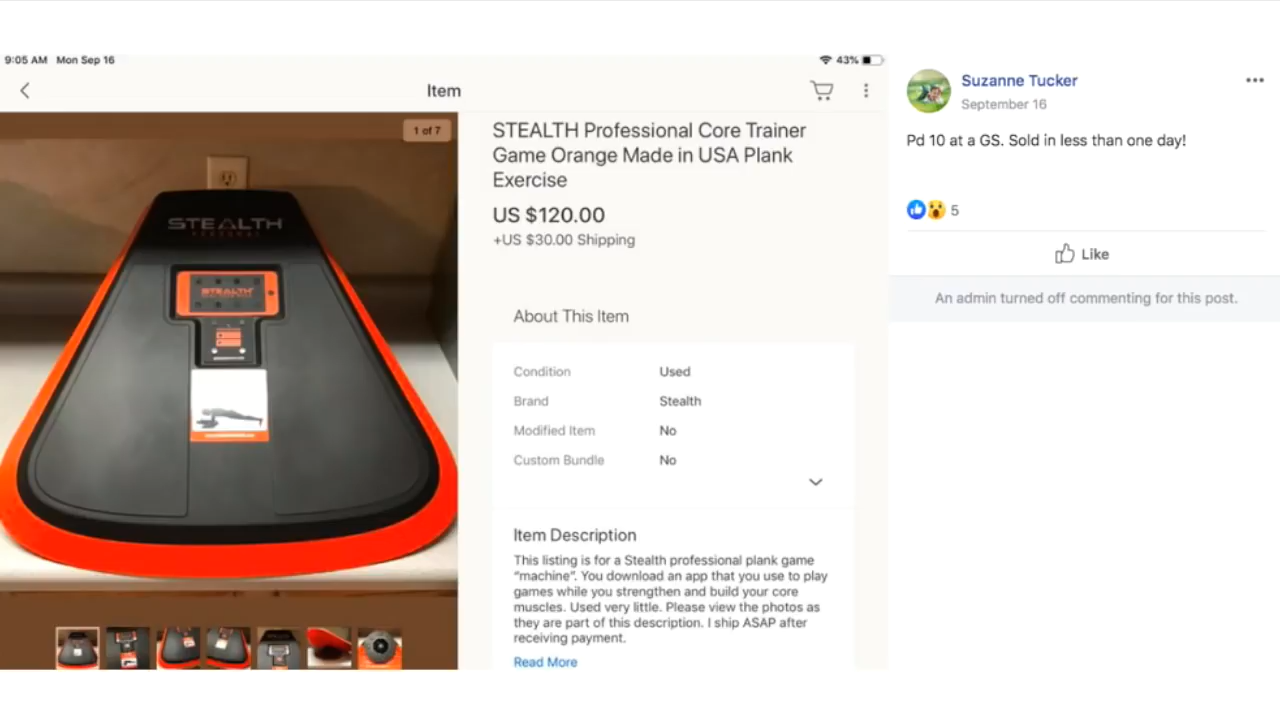 9:05 AM Mon Sep 16
43%
Item
1 of 7
STEALTH
STEALTH
STEALTH Professional Core Trainer
Game Orange Made in USA Plank
Exercise
US $120.00
+US $30.00 Shipping
About This Item
Condition Used
Brand Stealth
Modified Item No
Custom Bundle No
Item Description
This listing is for a Stealth professional plank game
“machine”. You download an app that you use to play
games while you strengthen and build your core
muscles. Used very little. Please view the photos as
they are part of this description. I ship ASAP after
receiving payment.
Read More
Suzanne Tucker
September 16
Pd 10 at a GS. Sold in less than one day!
5
Like
An admin turned off commenting for this post.